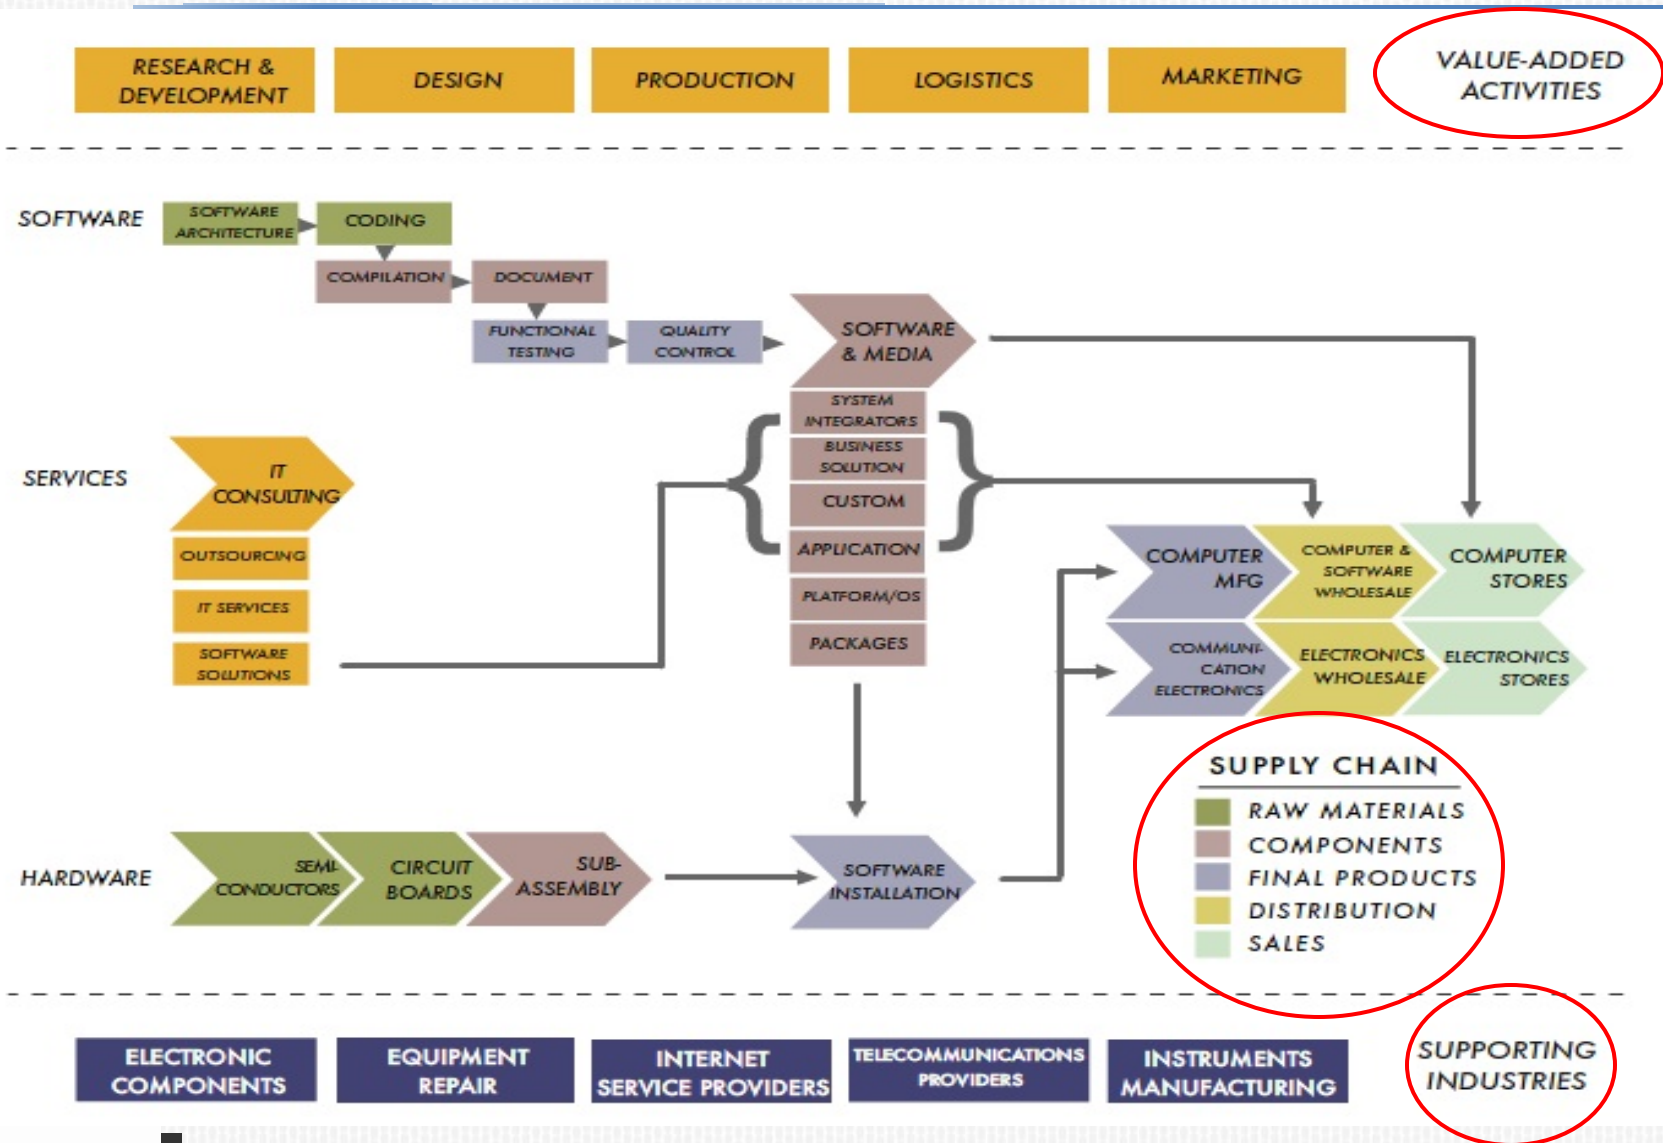 RESEARCH &
DEVELOPMENT
DESIGN
PRODUCTION
LOGISTICS
MARKETING
VALUE-ADDED
ACTIVITIES
SOFTWARE
SOFTWARE
ARCHITECTURE
CODING
COMPILATION
DOCUMENT
FUNCTIONAL
TESTING
QUALITY
CONTROL
SOFTWARE
& MEDIA
SYSTEM
INTEGRATORS
BUSINESS
SOLUTION
CUSTOM
APPLICATION
PLATFORM/OS
PACKAGES
SERVICES
IT
CONSULTING
OUTSOURCING
IT SERVICES
SOFTWARE
SOLUTIONS
COMPUTER
MFG
COMPUTER &
SOFTWARE
WHOLESALE
COMPUTER
STORES
COMMUNI-
CATION
ELECTRONICS
ELECTRONICS
WHOLESALE
ELECTRONICS
STORES
HARDWARE
SEMI-
CONDUCTORS
CIRCUIT
BOARDS
SUB-
ASSEMBLY
SOFTWARE
INSTALLATION
SUPPLY CHAIN
RAW MATERIALS
COMPONENTS
FINAL PRODUCTS
DISTRIBUTION
SALES
ELECTRONIC
COMPONENTS
EQUIPMENT
REPAIR
INTERNET
SERVICE PROVIDERS
TELECOMMUNICATIONS
PROVIDERS
INSTRUMENTS
MANUFACTURING
SUPPORTING
INDUSTRIES